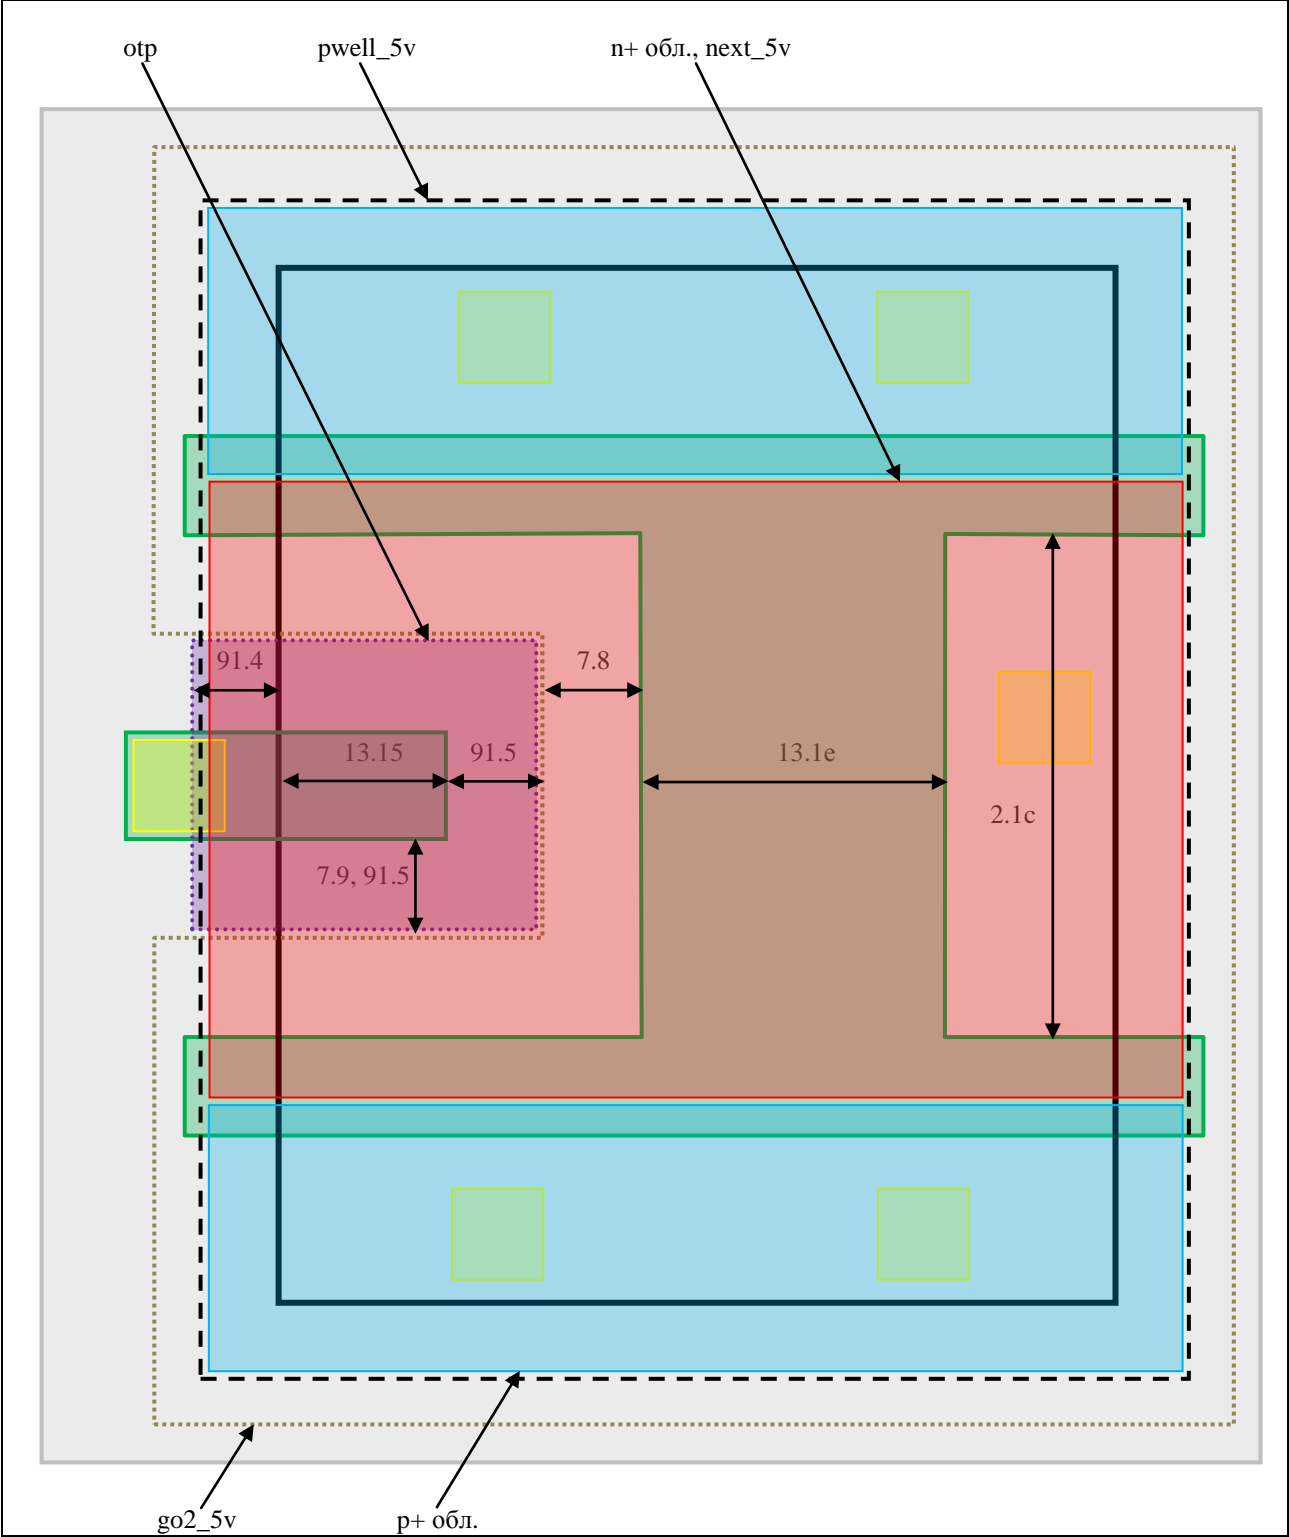 otp
pwell_5v
n+ обл., next_5v
91.4
7.8
13.15
91.5
13.1e
2.1c
7.9, 91.5
go2_5v
p+ обл.